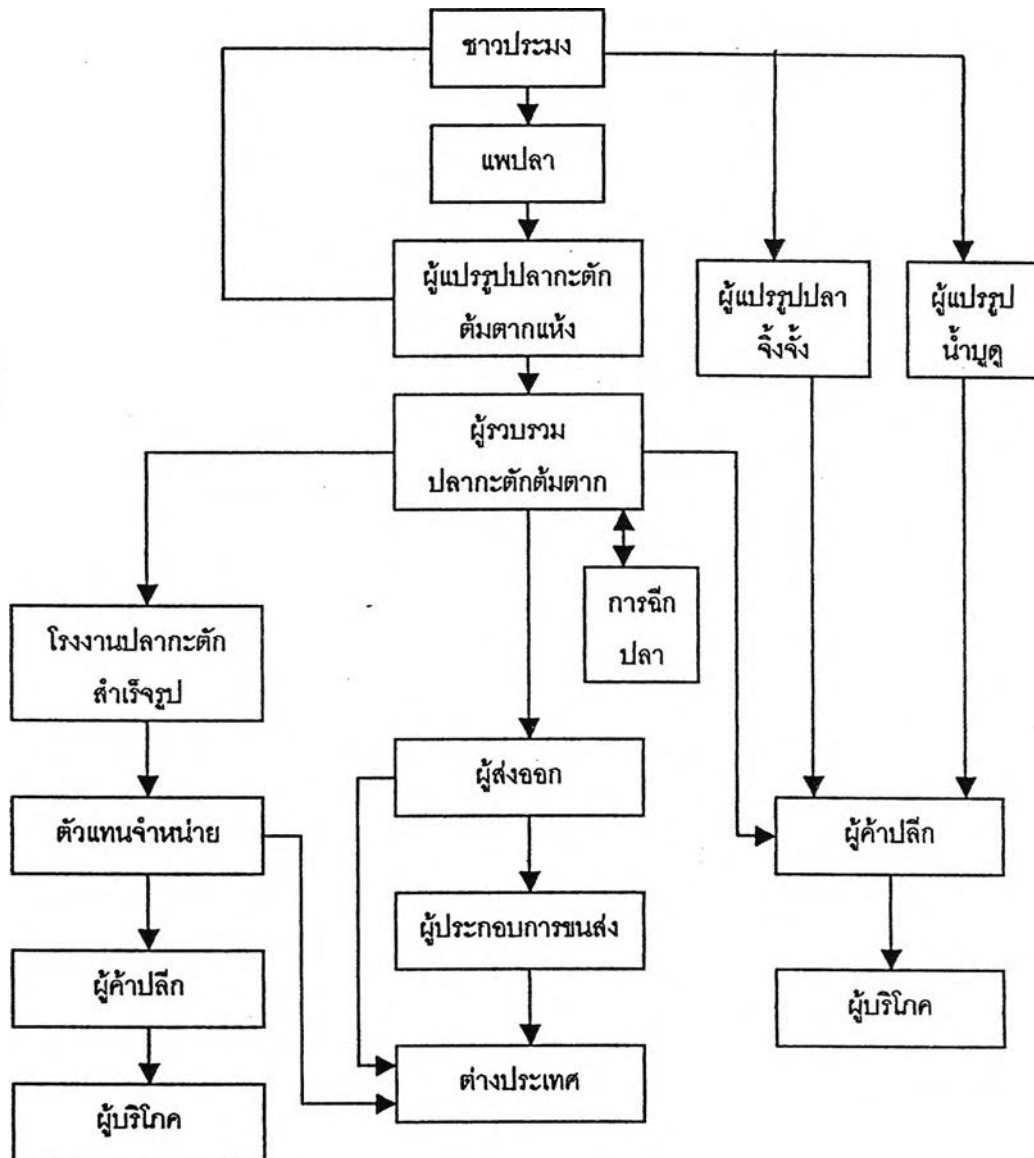 ชาวประมง
แพปลา
ผู้แปรรูปปลากะตัก
ต้มตากแห้ง
ผู้แปรรูปปลา
จิ้งจั้ง
ผู้แปรรูป
น้ำบูดู
ผู้รวบรวม
ปลากะตักต้มตาก
การฉีก
ปลา
โรงงานปลากะตัก
สำเร็จรูป
ผู้ส่งออก
ตัวแทนจำหน่าย
ผู้ค้าปลีก
ผู้ประกอบการขนส่ง
ผู้ค้าปลีก
ผู้บริโภค
ต่างประเทศ
ผู้บริโภค